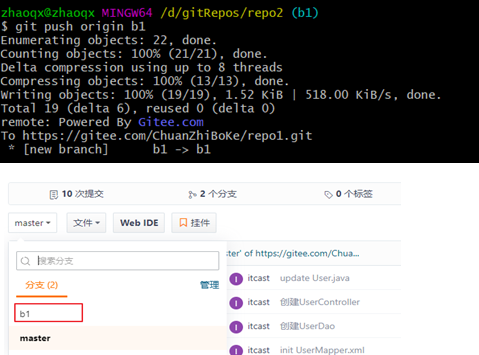 zhaoqx@zhaoqx MINGW64 /d/gitRepos/repo2 (b1)
$ git push origin b1
Enumerating objects: 22, done.
Counting objects: 100% (21/21), done.
Delta compression using up to 8 threads
Compressing objects: 100% (13/13), done.
Writing objects: 100% (19/19), 1.52 KiB | 518.00 KiB/s, done.
Total 19 (delta 6), reused 0 (delta 0)
remote: Powered By Gitee.com
To https://gitee.com/ChuanZhiBoKe/repo1.git
* [new branch] b1 -> b1
10 次提交 2 个分支 0 个标签
master 文件 Web IDE 挂件
搜索分支 ster' of https://gitee.com/Chua...
分支 (2) 管理 itcast update User.java
b1 itcast 创建UserController
master itcast 创建UserDao
itcast init UserMapper.xml